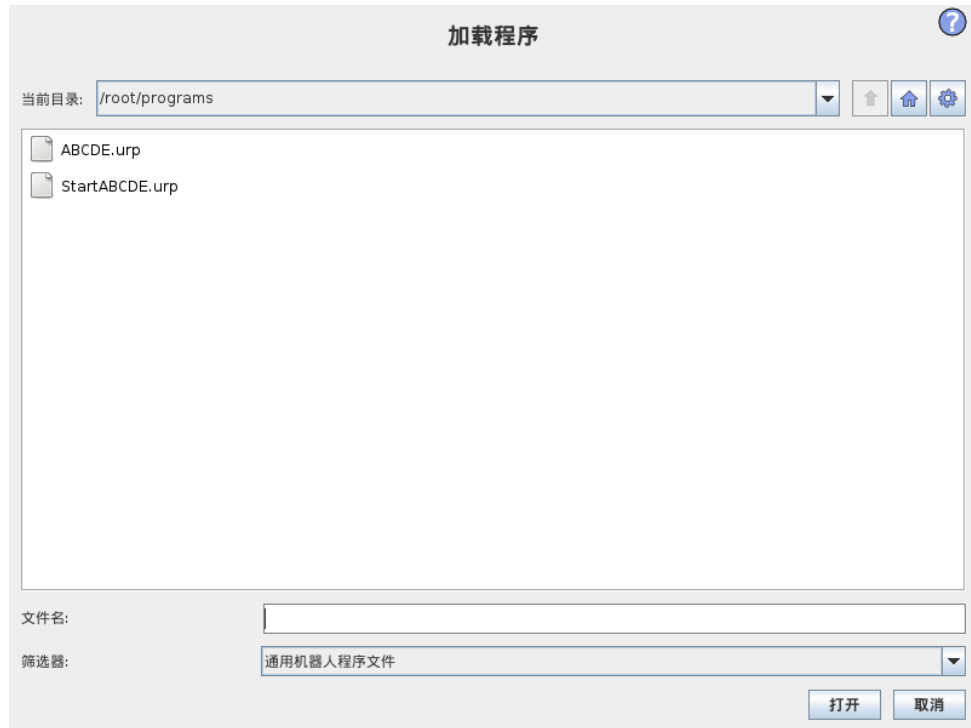 加载程序
?
当前目录: /root/programs
ABCDE.urp
StartABCDE.urp
文件名:
筛选器: 通用机器人程序文件
打开 取消